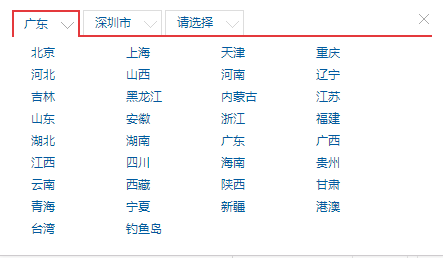 广东 深圳市 请选择
北京 上海 天津 重庆
河北 山西 河南 辽宁
吉林 黑龙江 内蒙古 江苏
山东 安徽 浙江 福建
湖北 湖南 广东 广西
江西 四川 海南 贵州
云南 西藏 陕西 甘肃
青海 宁夏 新疆 港澳
台湾 钓鱼岛